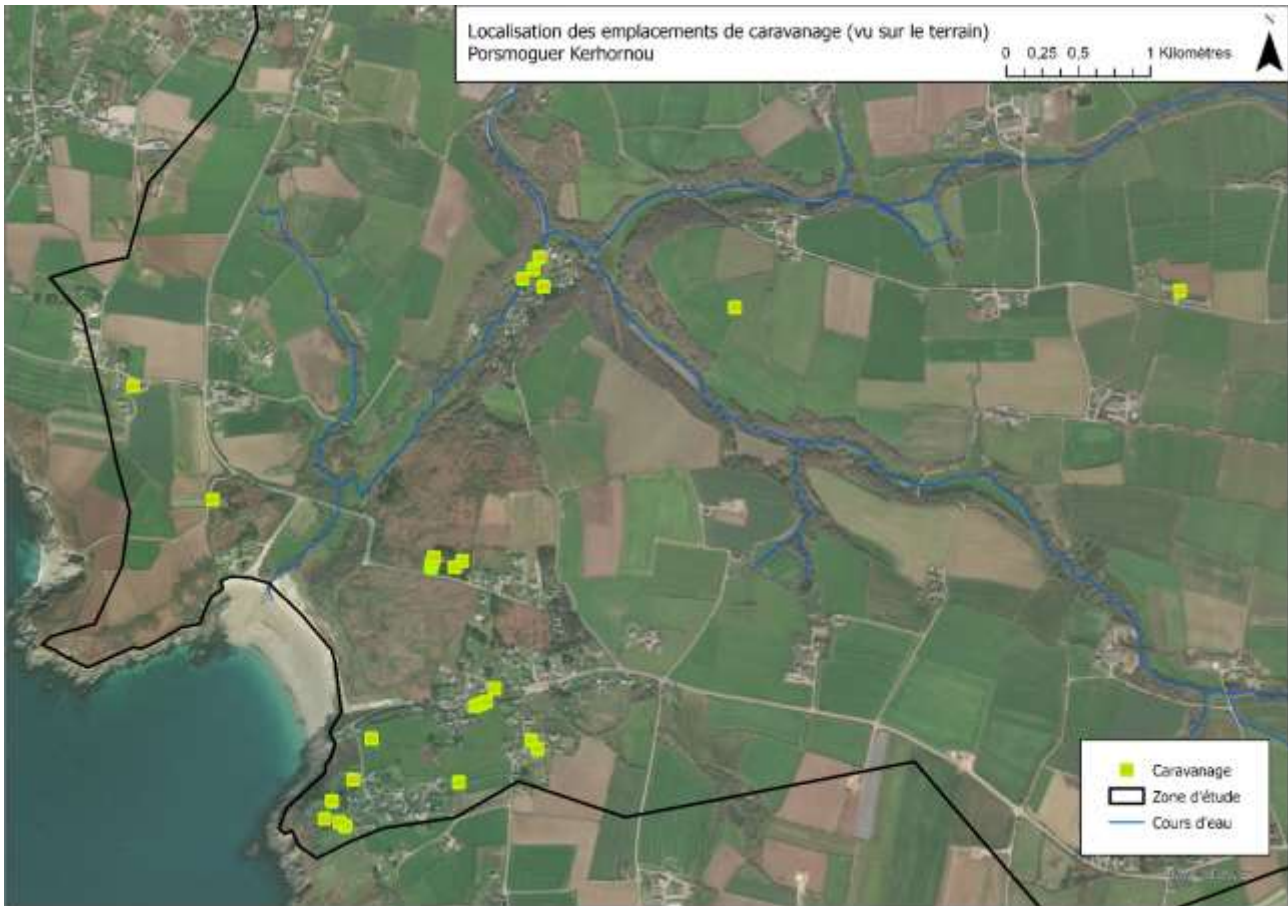 Localisation des emplacements de caravanage (vu sur le terrain)
Porsmoguer Kerhornou
0 0,25 0,5 1 Kilomètres
Caravanage
Zone d'étude
Cours d'eau